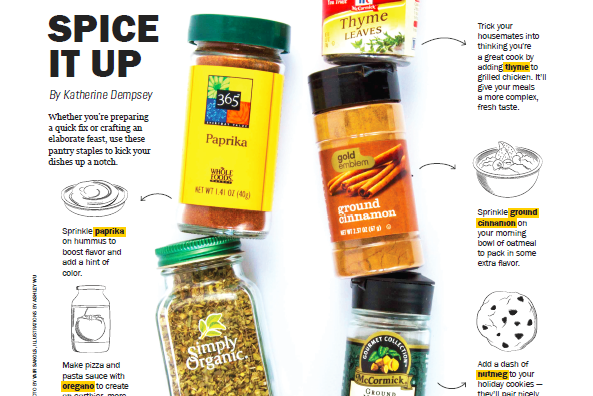 SPICE
IT UP
By Katherine Dempsey
Whether you're preparing
a quick fix or crafting an
elaborate feast, use these
pantry staples to kick your
dishes up a notch.
Sprinkle paprika
on hummus to
boost flavor and
add a hint of
color.
Make pizza and
pasta sauce with
oregano to create
365
EVERYDAY VALUE
Paprika
WHOLE
FOODS
MARKET
NET WT 1.41 OZ (40g)
Simply
Organic
McCormick
Thyme
LEAVES
gold
emblem
ground
cinnamon
NET WT 2.37 OZ (67 g)
GOURMET COLLECTION
McCormick
GROUND
Trick your
housemates into
thinking you're
a great cook by
adding thyme to
grilled chicken. It'll
give your meals
a more complex,
fresh taste.
Sprinkle ground
cinnamon on
your morning
bowl of oatmeal
to pack in some
extra flavor.
Add a dash of
nutmeg to your
holiday cookies —
they'll pair nicely